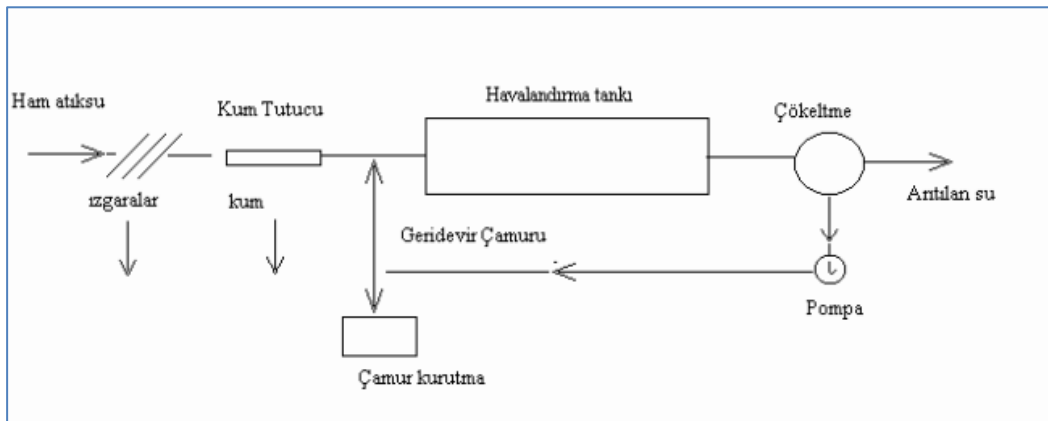 Ham atıksu
Kum Tutucu
Havalandırma tankı
Çökeltme
ızgaralar
kum
Arıtılan su
Geridevir Çamuru
Pompa
Çamur kurutma